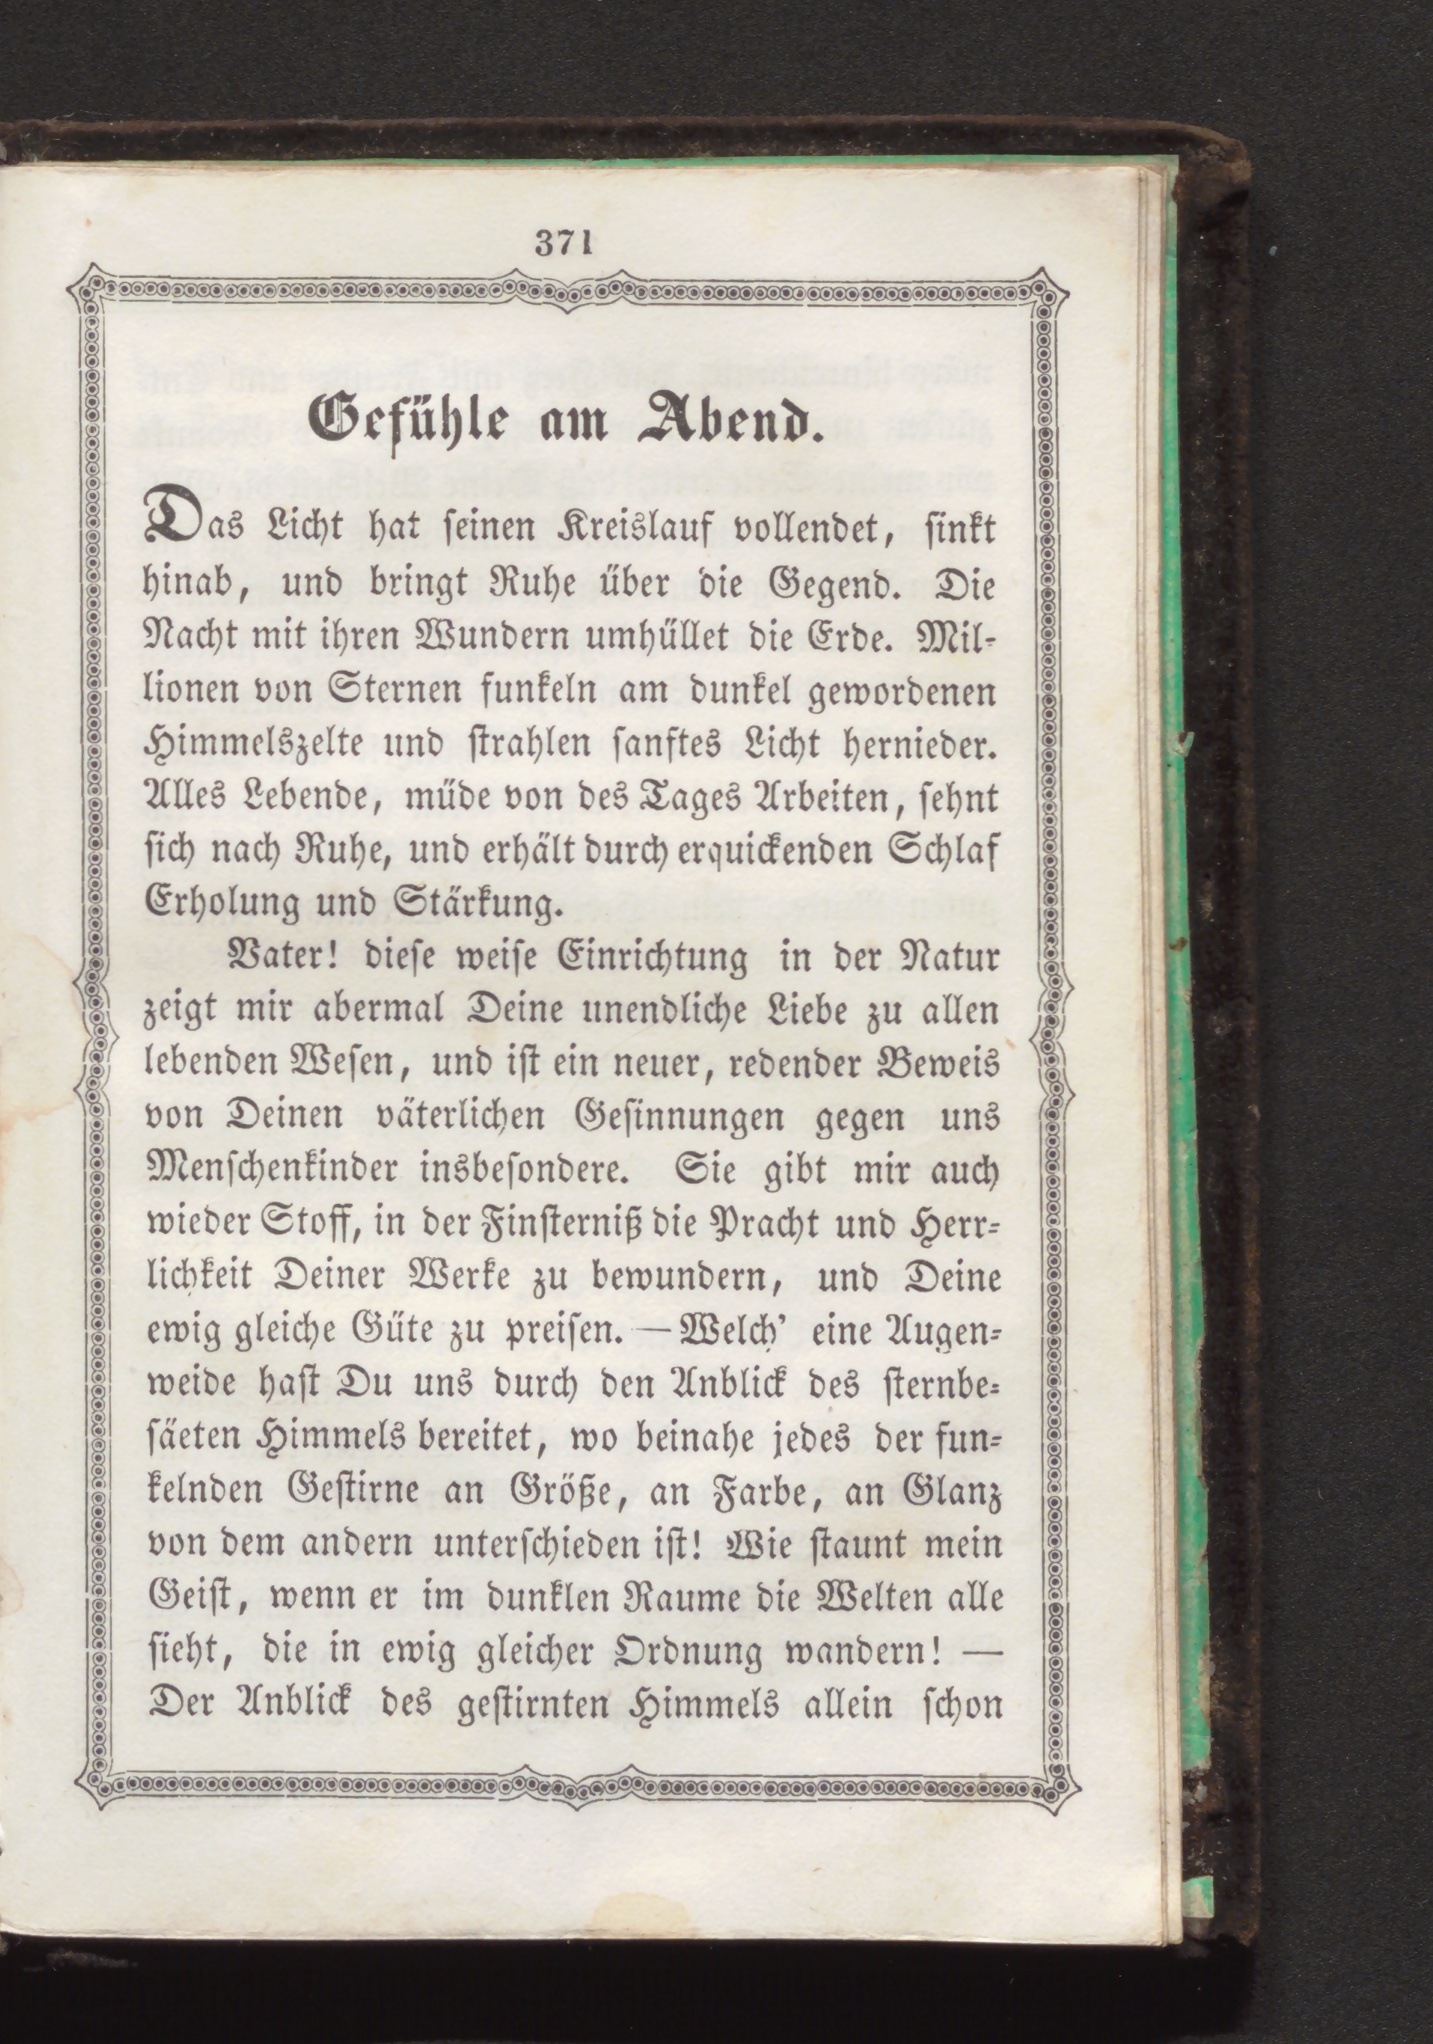 371
Gefühle am Abend.
Das Licht hat seinen Kreislauf vollendet, sinkt
hinab, und bringt Ruhe über die Gegend. Die
Nacht mit ihren Wundern umhüllet die Erde. Mil-
lionen von Sternen funkeln am dunkel gewordenen
Himmelszelte und strahlen sanftes Licht hernieder.
Alles Lebende, müde von des Tages Arbeiten, sehnt
sich nach Ruhe, und erhält durch erquickenden Schlaf
Erholung und Stärkung.
Vater! diese weise Einrichtung in der Natur
zeigt mir abermal Deine unendliche Liebe zu allen
lebenden Wesen, und ist ein neuer, redender Beweis
von Deinen väterlichen Gesinnungen gegen uns
Menschenkinder insbesondere. Sie gibt mir auch
wieder Stoff, in der Finsterniß die Pracht und Herr-
lichkeit Deiner Werke zu bewundern, und Deine
ewig gleiche Güte zu preisen. — Welch' eine Augen-
weide hast Du uns durch den Anblick des sternbe-
säeten Himmels bereitet, wo beinahe jedes der fun-
kelnden Gestirne an Größe, an Farbe, an Glanz
von dem andern unterschieden ist! Wie staunt mein
Geist, wenn er im dunklen Raume die Welten alle
sieht, die in ewig gleicher Ordnung wandern! —
Der Anblick des gestirnten Himmels allein schon